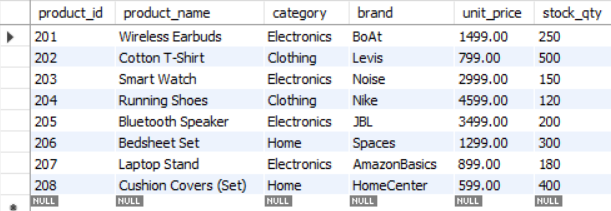 product_id product_name category brand unit_price stock_qty
201 Wireless Earbuds Electronics BoAt 1499.00 250
202 Cotton T-Shirt Clothing Levis 799.00 500
203 Smart Watch Electronics Noise 2999.00 150
204 Running Shoes Clothing Nike 4599.00 120
205 Bluetooth Speaker Electronics JBL 3499.00 200
206 Bedsheet Set Home Spaces 1299.00 300
207 Laptop Stand Electronics AmazonBasics 899.00 180
208 Cushion Covers (Set) Home HomeCenter 599.00 400
NULL NULL NULL NULL NULL NULL